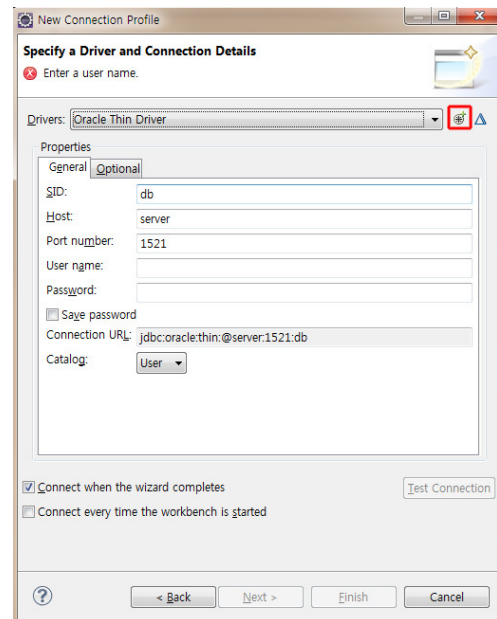 New Connection Profile
Specify a Driver and Connection Details
Enter a user name.
Drivers: Oracle Thin Driver
Properties
General Optional
SID: db
Host: server
Port number: 1521
User name:
Password:
Save password
Connection URL: jdbc:oracle:thin:@server:1521:db
Catalog: User
Connect when the wizard completes
Test Connection
Connect every time the workbench is started
? < Back Next > Finish Cancel